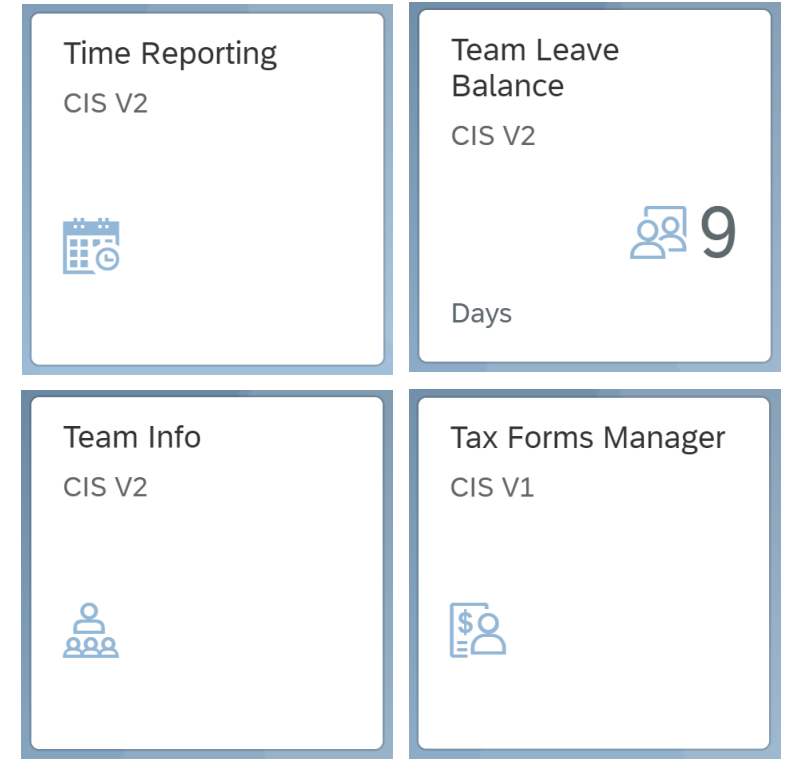 Time Reporting
CIS V2
Team Leave
Balance
CIS V2
9
Days
Team Info
CIS V2
Tax Forms Manager
CIS V1
$